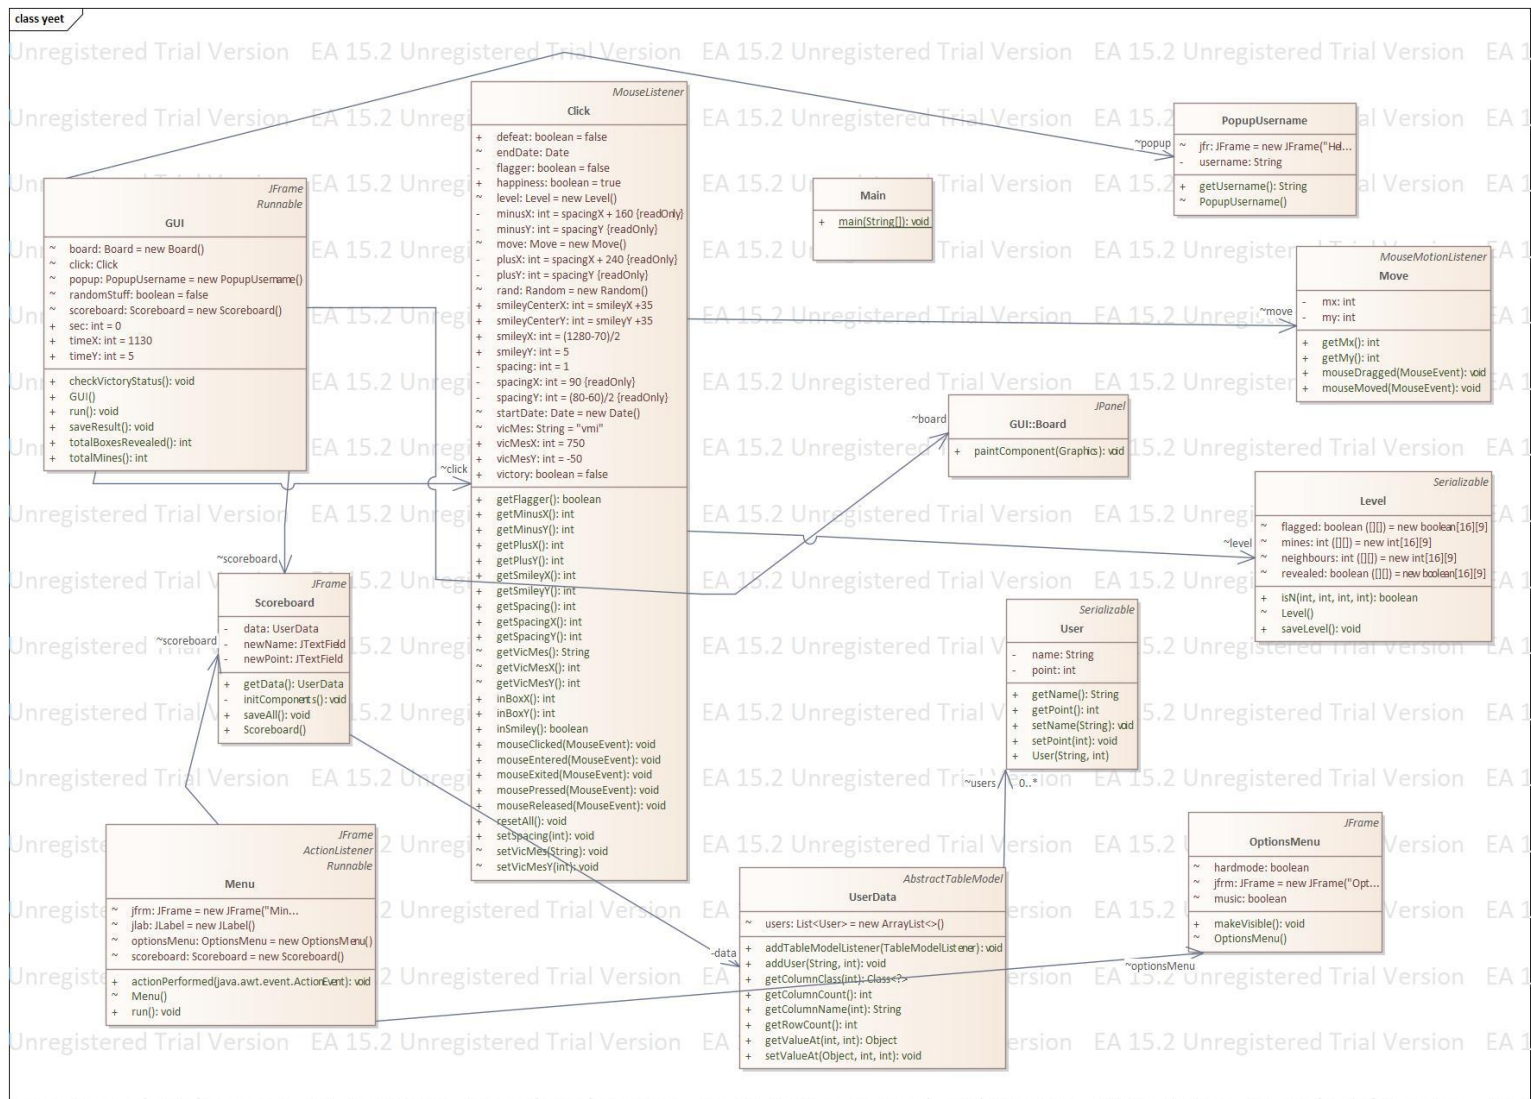 class yeet
EA 15.2 Unregistered Trial Version
MouseListener
Click
+ defeat: boolean = false
~ endDate: Date
- flagger: boolean = false
+ happiness: boolean = true
~ level: Level = new Level()
- minusX: int = spacingX + 160 {readOnly}
- minusY: int = spacingY {readOnly}
~ move: Move = new Move()
- plusX: int = spacingX + 240 {readOnly}
- plusY: int = spacingY {readOnly}
~ rand: Random = new Random()
+ smileyCenterX: int = smileyX +35
+ smileyCenterY: int = smileyY +35
+ smileyX: int = (1280-70)/2
+ smileyY: int = 5
- spacing: int = 1
- spacingX: int = 90 {readOnly}
- spacingY: int = (80-60)/2 {readOnly}
~ startDate: Date = new Date()
~ vicMes: String = "vmi"
- vicMesX: int = 750
- vicMesY: int = -50
+ victory: boolean = false
+ getFlagger(): boolean
+ getMinusX(): int
+ getMinusY(): int
+ getPlusX(): int
+ getPlusY(): int
+ getSmileyX(): int
+ getSmileyY(): int
+ getSpacing(): int
+ getSpacingX(): int
+ getSpacingY(): int
~ getVicMes(): String
~ getVicMesX(): int
~ getVicMesY(): int
+ inBoxX(): int
+ inBoxY(): int
+ inSmiley(): boolean
+ mouseClicked(MouseEvent): void
+ mouseEntered(MouseEvent): void
+ mouseExited(MouseEvent): void
+ mousePressed(MouseEvent): void
+ mouseReleased(MouseEvent): void
+ resetAll(): void
+ setSpacing(int): void
~ setVicMes(String): void
~ setVicMesY(int): void
PopupUsername
~ jfr: JFrame = new JFrame("Hel...
- username: String
+ getUsername(): String
~ PopupUsername()
~popup
Main
+ main(String[]): void
JFrame
Runnable
GUI
~ board: Board = new Board()
~ click: Click
~ popup: PopupUsername = new PopupUsername()
~ randomStuff: boolean = false
~ scoreboard: Scoreboard = new Scoreboard()
+ sec: int = 0
+ timeX: int = 1130
+ timeY: int = 5
+ checkVictoryStatus(): void
+ GUI()
+ run(): void
+ saveResult(): void
+ totalBoxesRevealed(): int
+ totalMines(): int
~click
MouseMotionListener
Move
- mx: int
- my: int
+ getMx(): int
+ getMy(): int
+ mouseDragged(MouseEvent): void
+ mouseMoved(MouseEvent): void
~move
JPanel
GUI::Board
+ paintComponent(Graphics): void
~board
Serializable
Level
~ flagged: boolean ([][]) = new boolean[16][9]
~ mines: int ([][]) = new int[16][9]
~ neighbours: int ([][]) = new int[16][9]
~ revealed: boolean ([][]) = new boolean[16][9]
+ isN(int, int, int, int): boolean
~ Level()
+ saveLevel(): void
~level
~scoreboard
JFrame
Scoreboard
- data: UserData
- newName: JTextField
- newPoint: JTextField
+ getData(): UserData
- initComponents(): void
+ saveAll(): void
+ Scoreboard()
~scoreboard
Serializable
User
- name: String
- point: int
+ getName(): String
+ getPoint(): int
+ setName(String): void
+ setPoint(int): void
+ User(String, int)
~users 0..*
JFrame
ActionListener
Runnable
Menu
~ jfrm: JFrame = new JFrame("Min...
~ jlab: JLabel = new JLabel()
~ optionsMenu: OptionsMenu = new OptionsMenu()
~ scoreboard: Scoreboard = new Scoreboard()
+ actionPerformed(java.awt.event.ActionEvent): void
~ Menu()
+ run(): void
AbstractTableModel
UserData
~ users: List<User> = new ArrayList<>()
+ addTableModelListener(TableModelListener): void
+ addUser(String, int): void
+ getColumnClass(int): Class<?>
+ getColumnCount(): int
+ getColumnName(int): String
+ getRowCount(): int
+ getValueAt(int, int): Object
+ setValueAt(Object, int, int): void
-data
JFrame
OptionsMenu
~ hardmode: boolean
~ jfrm: JFrame = new JFrame("Opt...
~ music: boolean
+ makeVisible(): void
~ OptionsMenu()
~optionsMenu